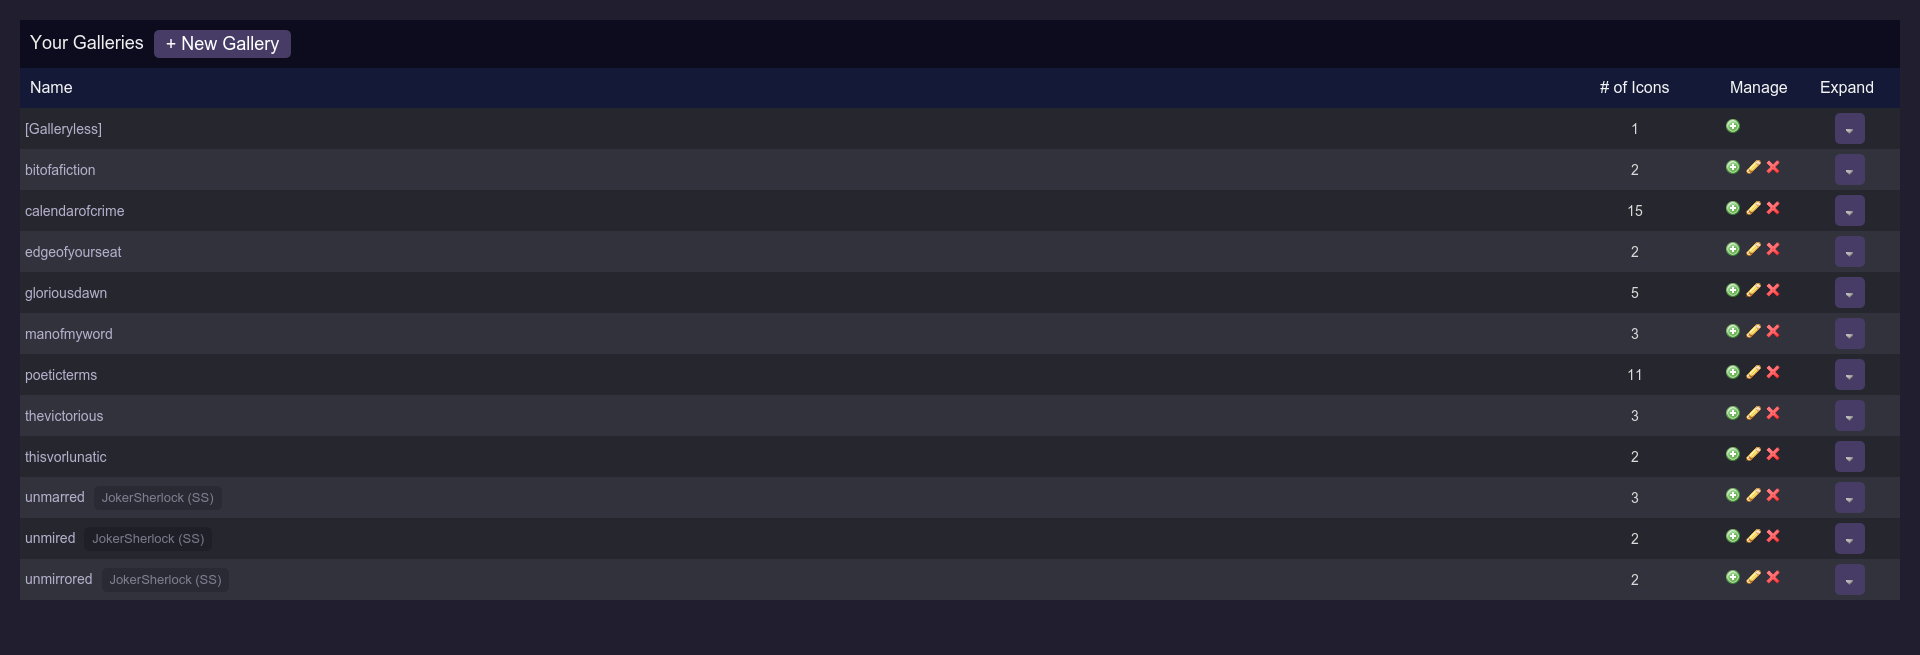 Your Galleries + New Gallery
Name # of Icons Manage Expand
[Galleryless] 1
bitofafiction 2
calendarofcrime 15
edgeofyourseat 2
gloriousdawn 5
manofmyword 3
poeticterms 11
thevictorious 3
thisvorlunatic 2
unmarred JokerSherlock (SS) 3
unmired JokerSherlock (SS) 2
unmirrored JokerSherlock (SS) 2